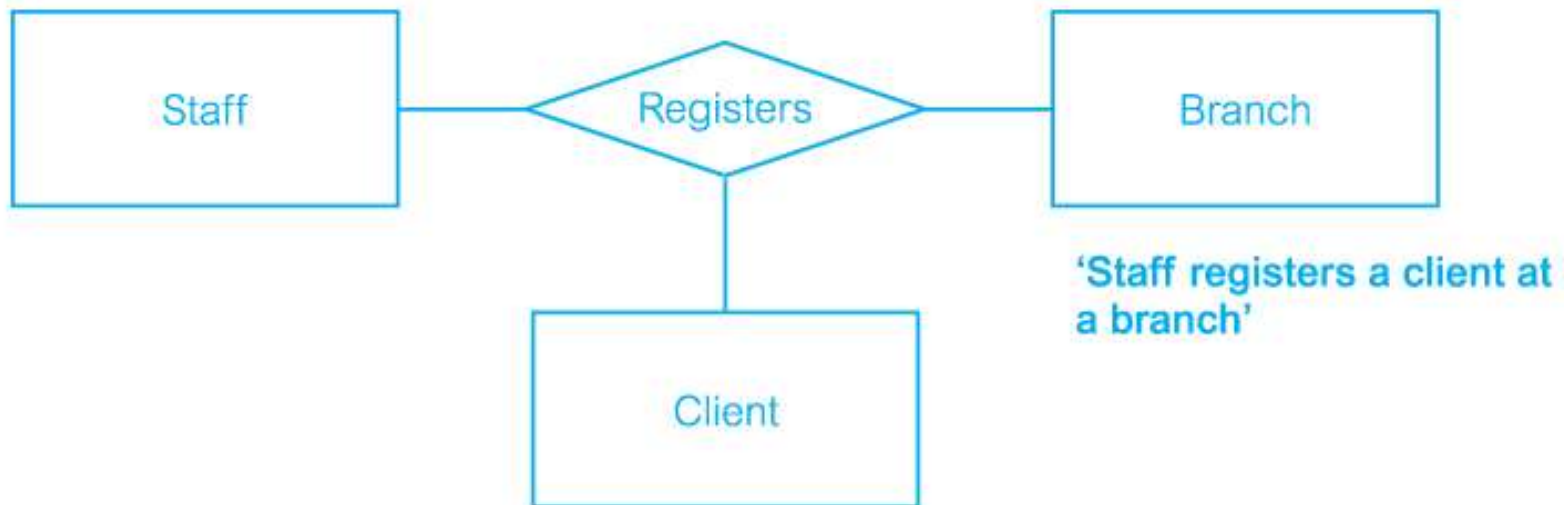 Staff
Registers
Branch
‘Staff registers a client at
a branch’
Client